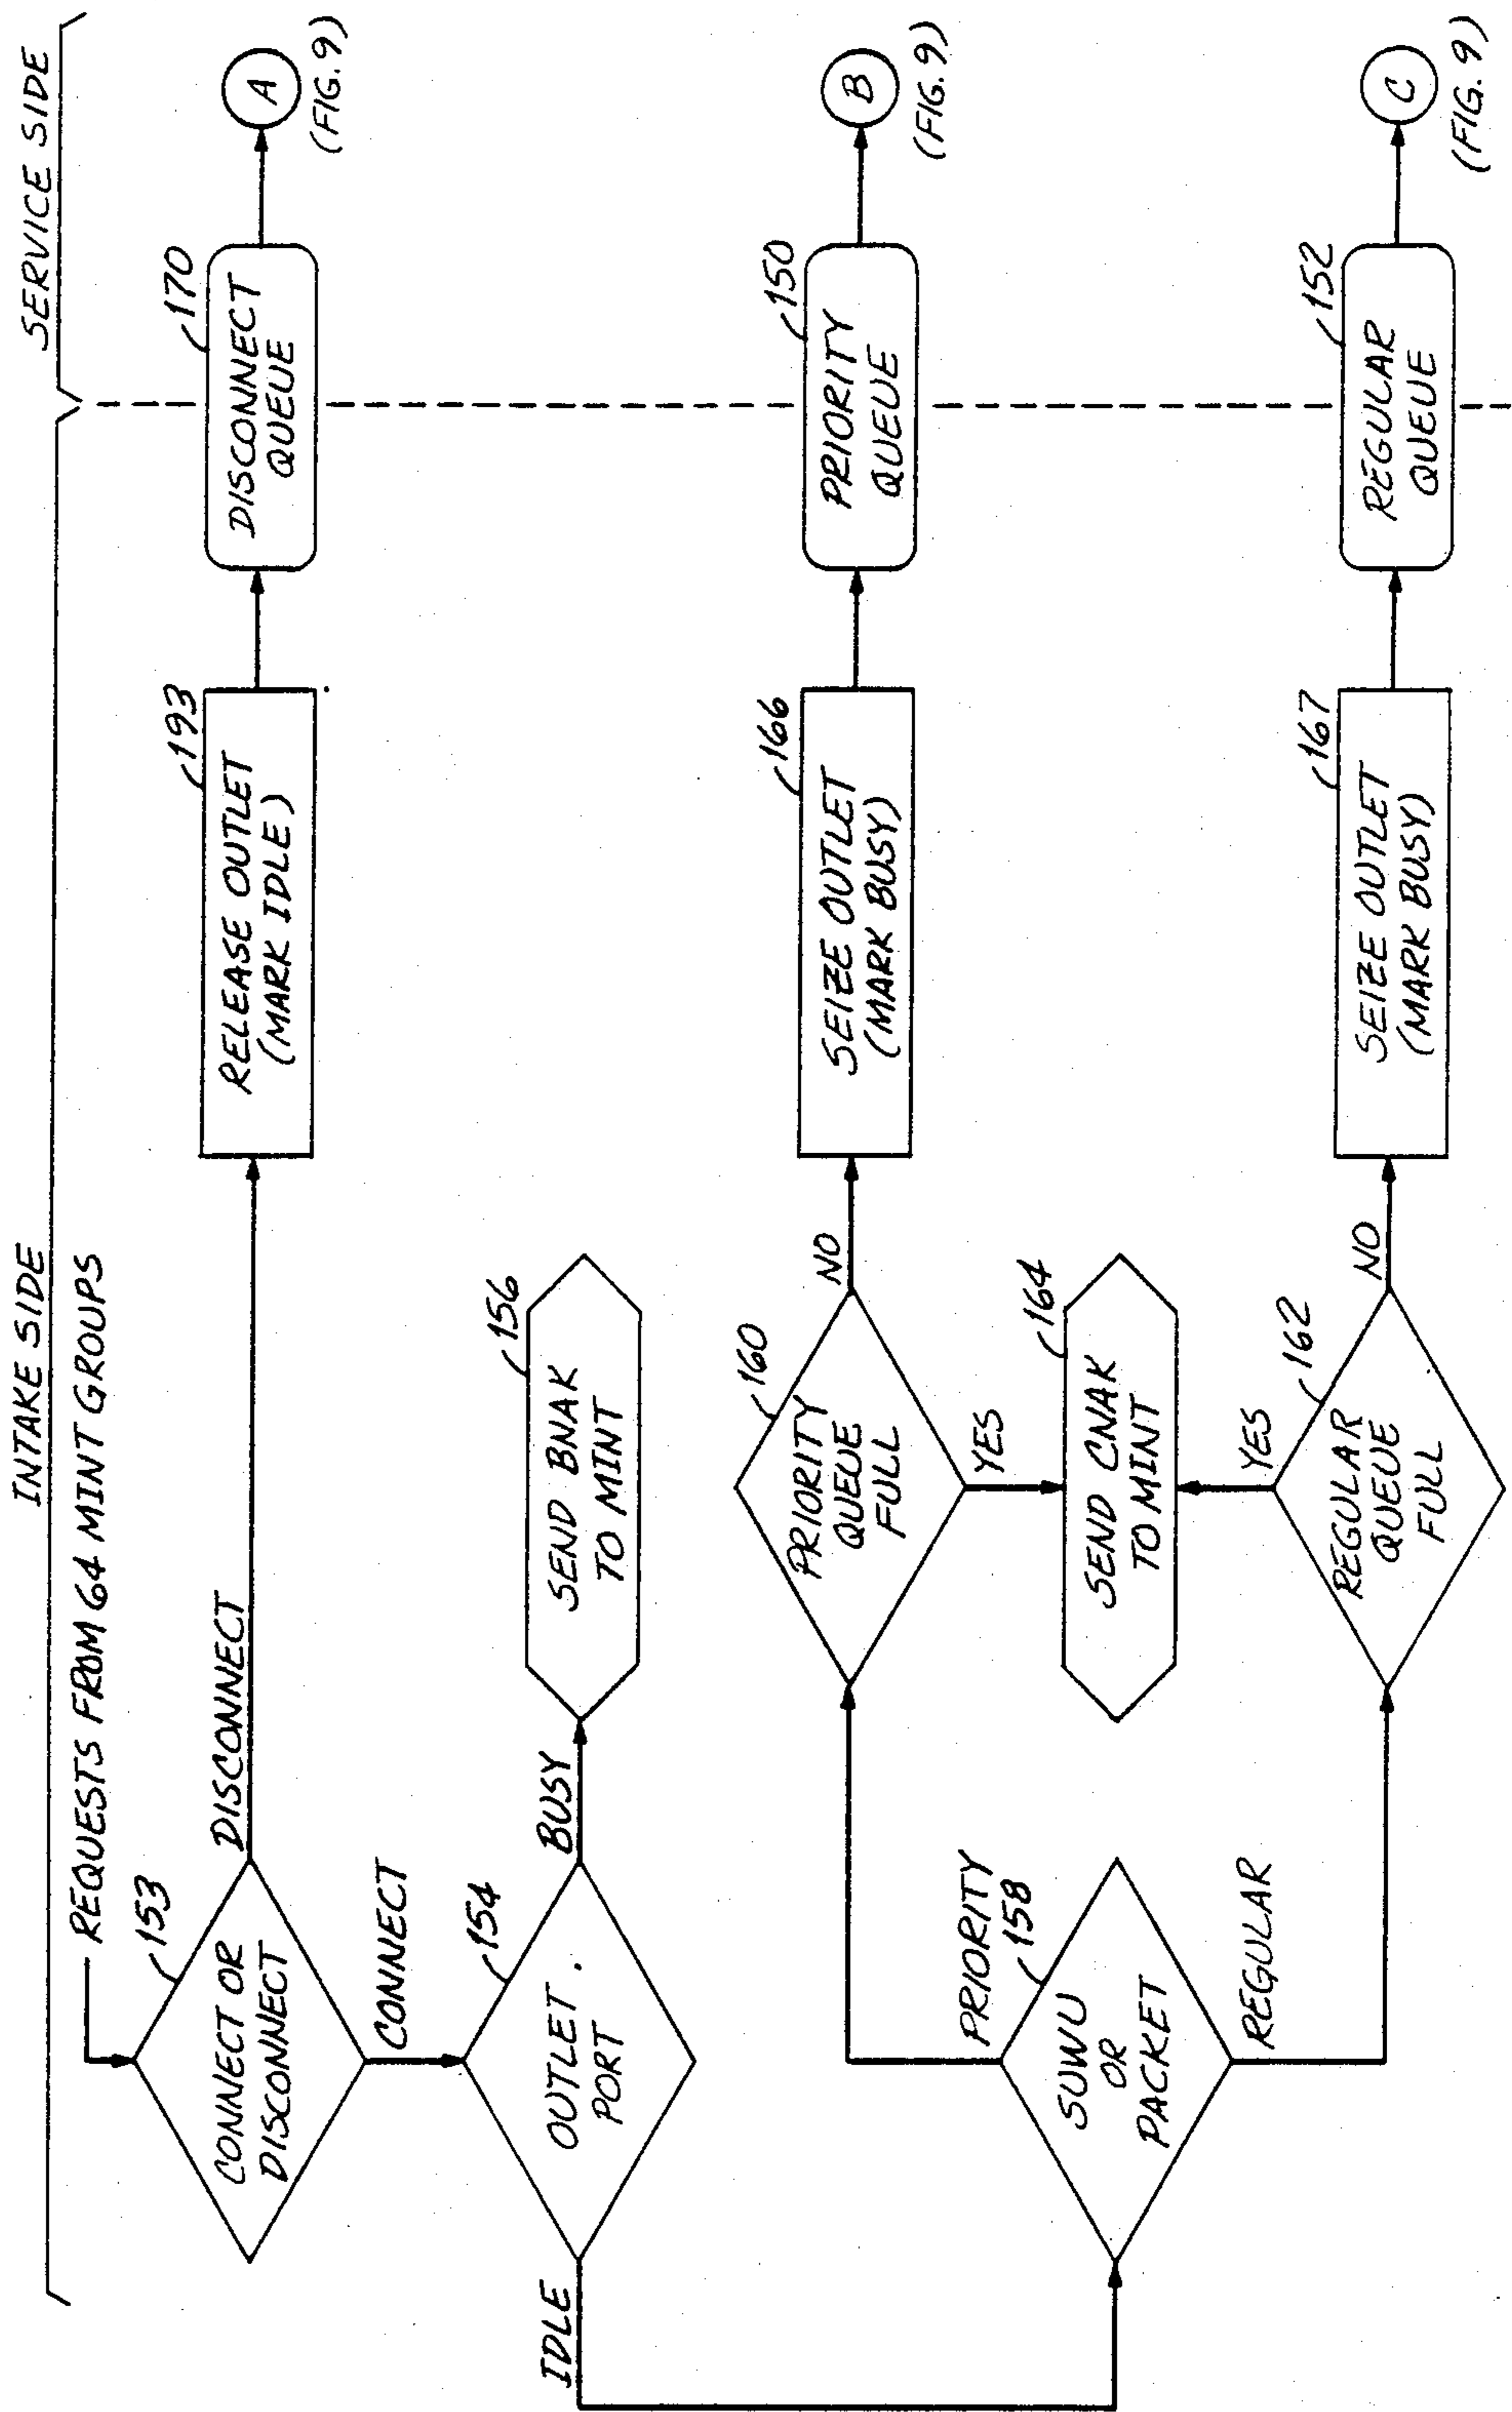 INTAKE SIDE
SERVICE SIDE
REQUESTS FROM 64 MINT GROUPS
153
CONNECT OR
DISCONNECT
DISCONNECT
193
RELEASE OUTLET
(MARK IDLE)
170
DISCONNECT
QUEUE
A
(FIG. 9)
CONNECT
154
OUTLET
PORT
BUSY
156
SEND BNAK
TO MINT
IDLE
PRIORITY
158
SUWU
OR
PACKET
REGULAR
160
PRIORITY
QUEUE
FULL
NO
YES
166
SEIZE OUTLET
(MARK BUSY)
150
PRIORITY
QUEUE
B
(FIG. 9)
164
SEND CNAK
TO MINT
YES
162
REGULAR
QUEUE
FULL
NO
167
SEIZE OUTLET
(MARK BUSY)
152
REGULAR
QUEUE
C
(FIG. 9)